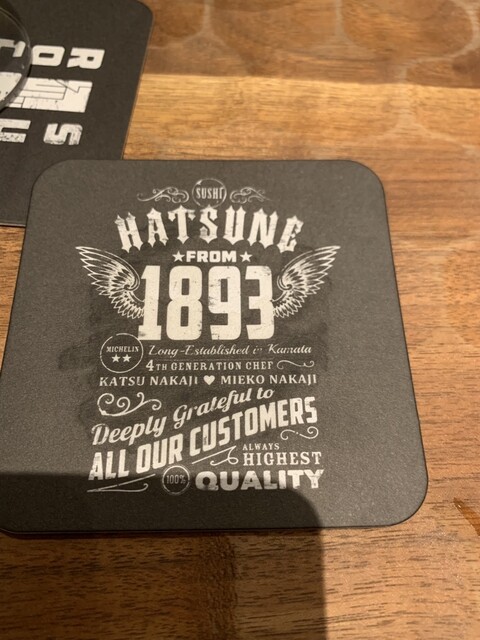 SUSHI
HATSUNE
★FROM★
1893
MICHELIN
★★
Long-Established in Kamata
4TH GENERATION CHEF
KATSU NAKAJI ♥ MIEKO NAKAJI
Deeply Grateful to
ALL OUR CUSTOMERS
ALWAYS
HIGHEST
100% QUALITY